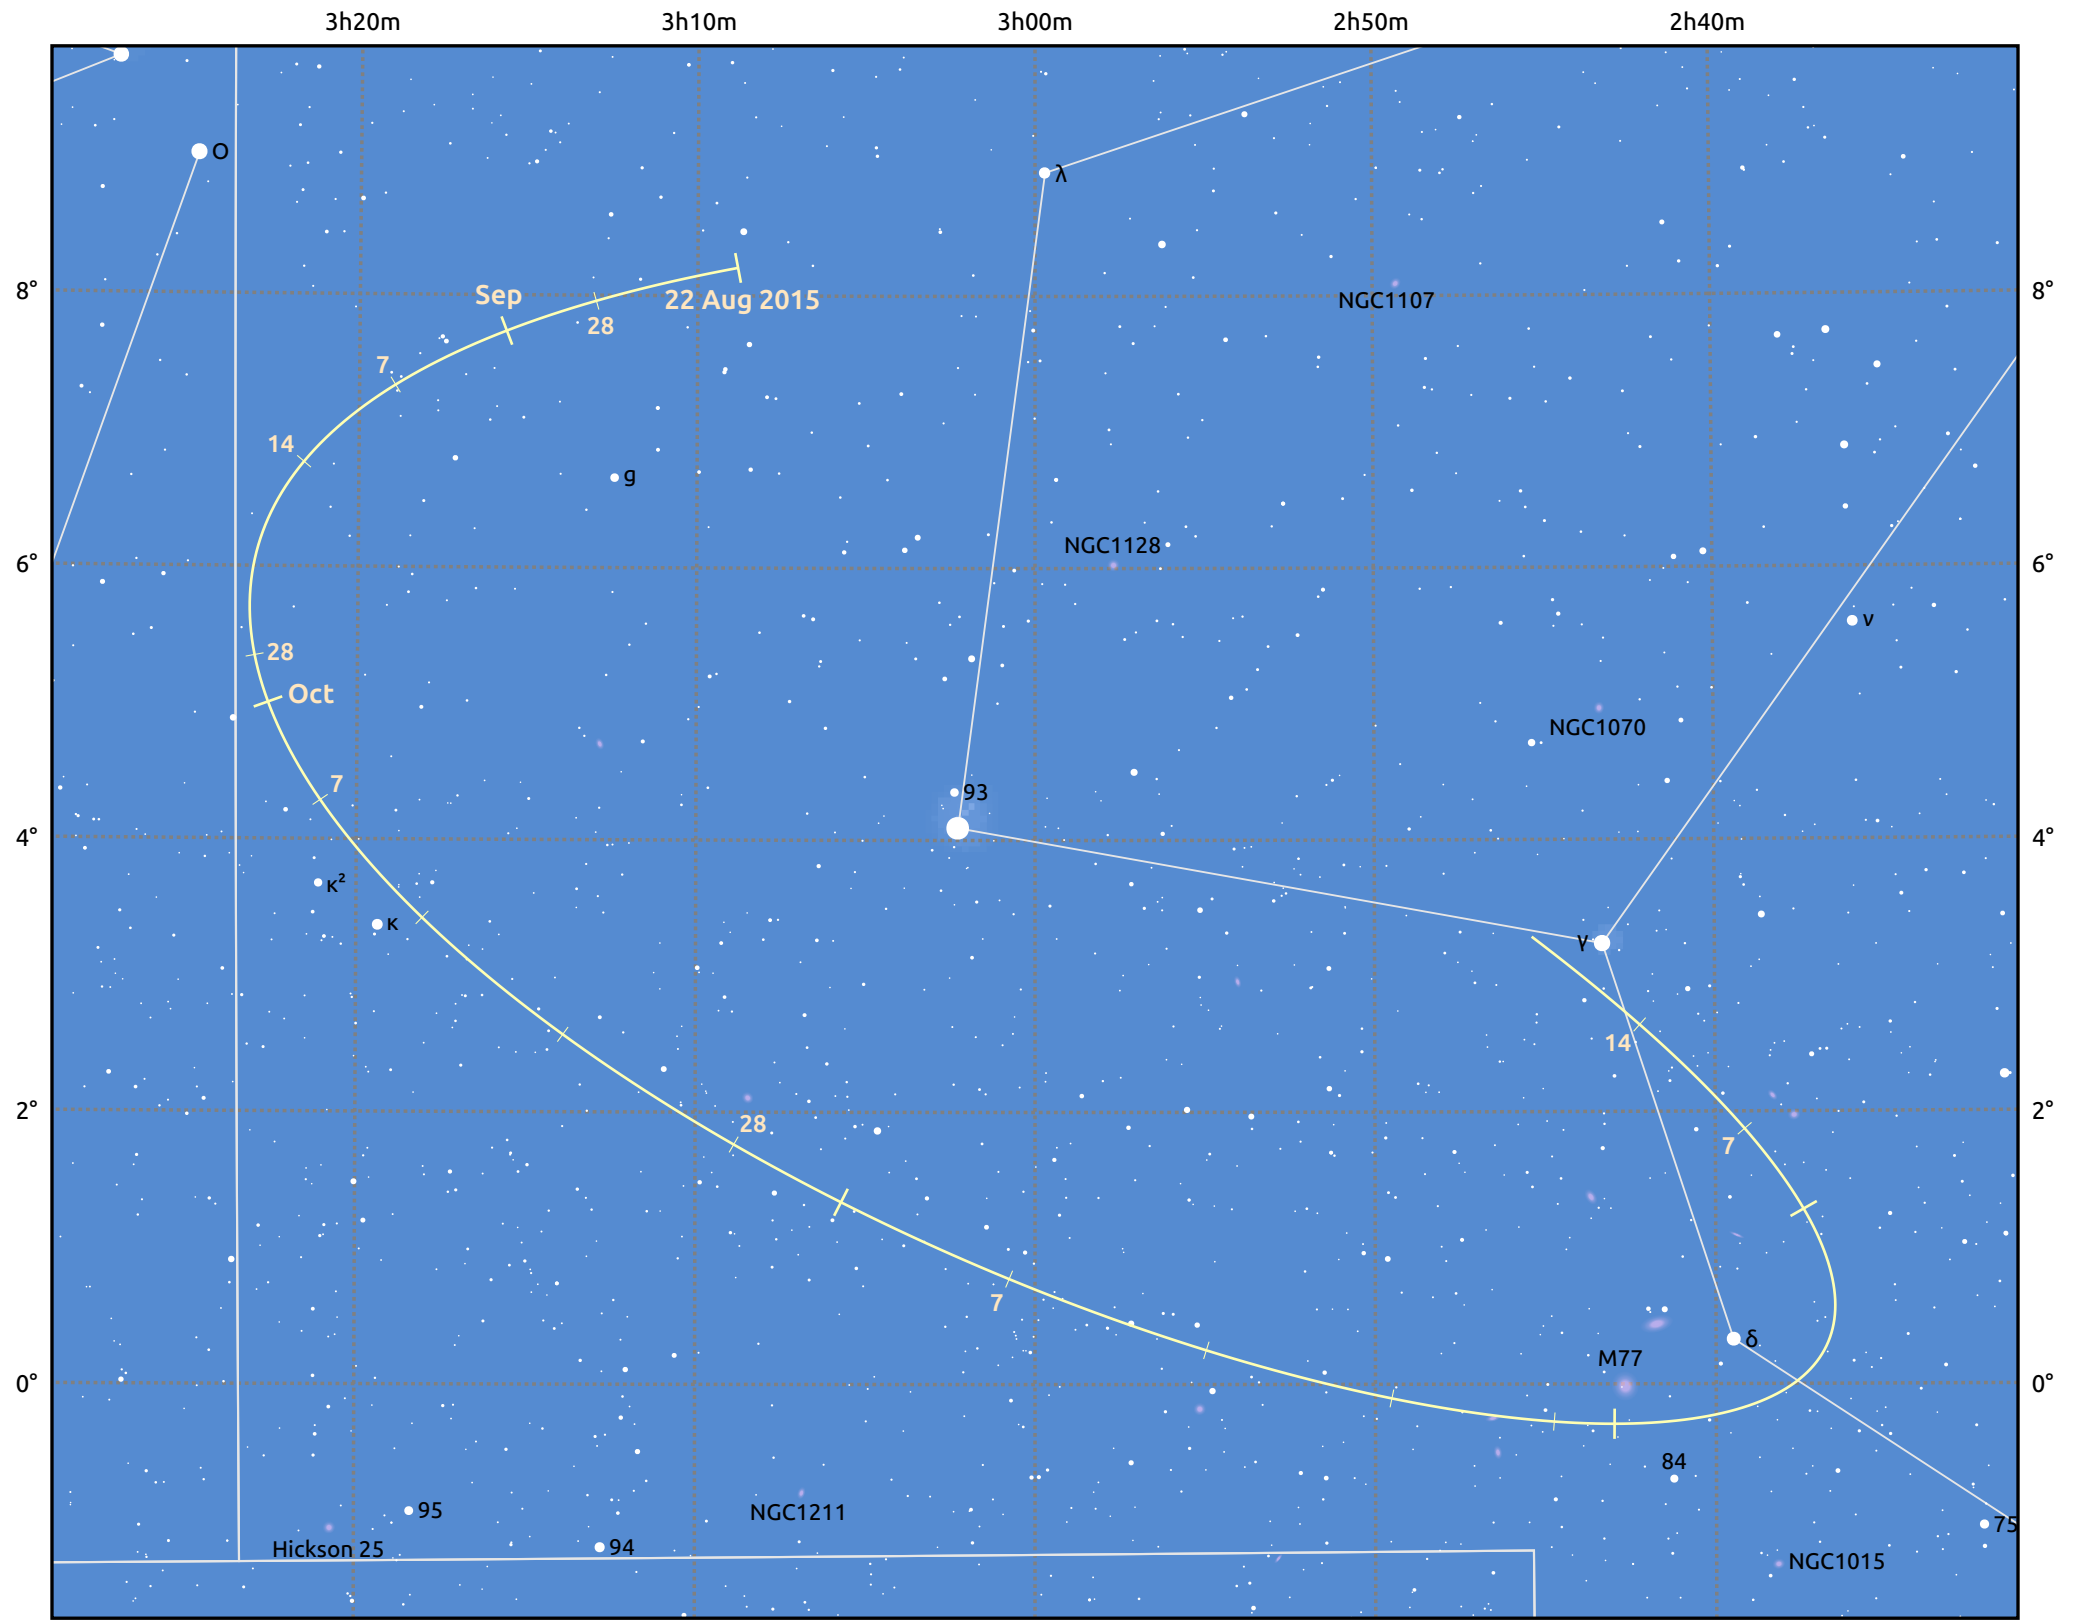 3h20m 3h10m 3h00m 2h50m 2h40m
ο
λ
8° 8°
Sep
22 Aug 2015
NGC1107
28
7
14
g
NGC1128
6° 6°
ν
28
Oct
NGC1070
7
93
4° 4°
κ²
κ
γ
14
2° 2°
28
7
7
δ
M77
0° 0°
84
95
NGC1211
75
Hickson 25
94
NGC1015